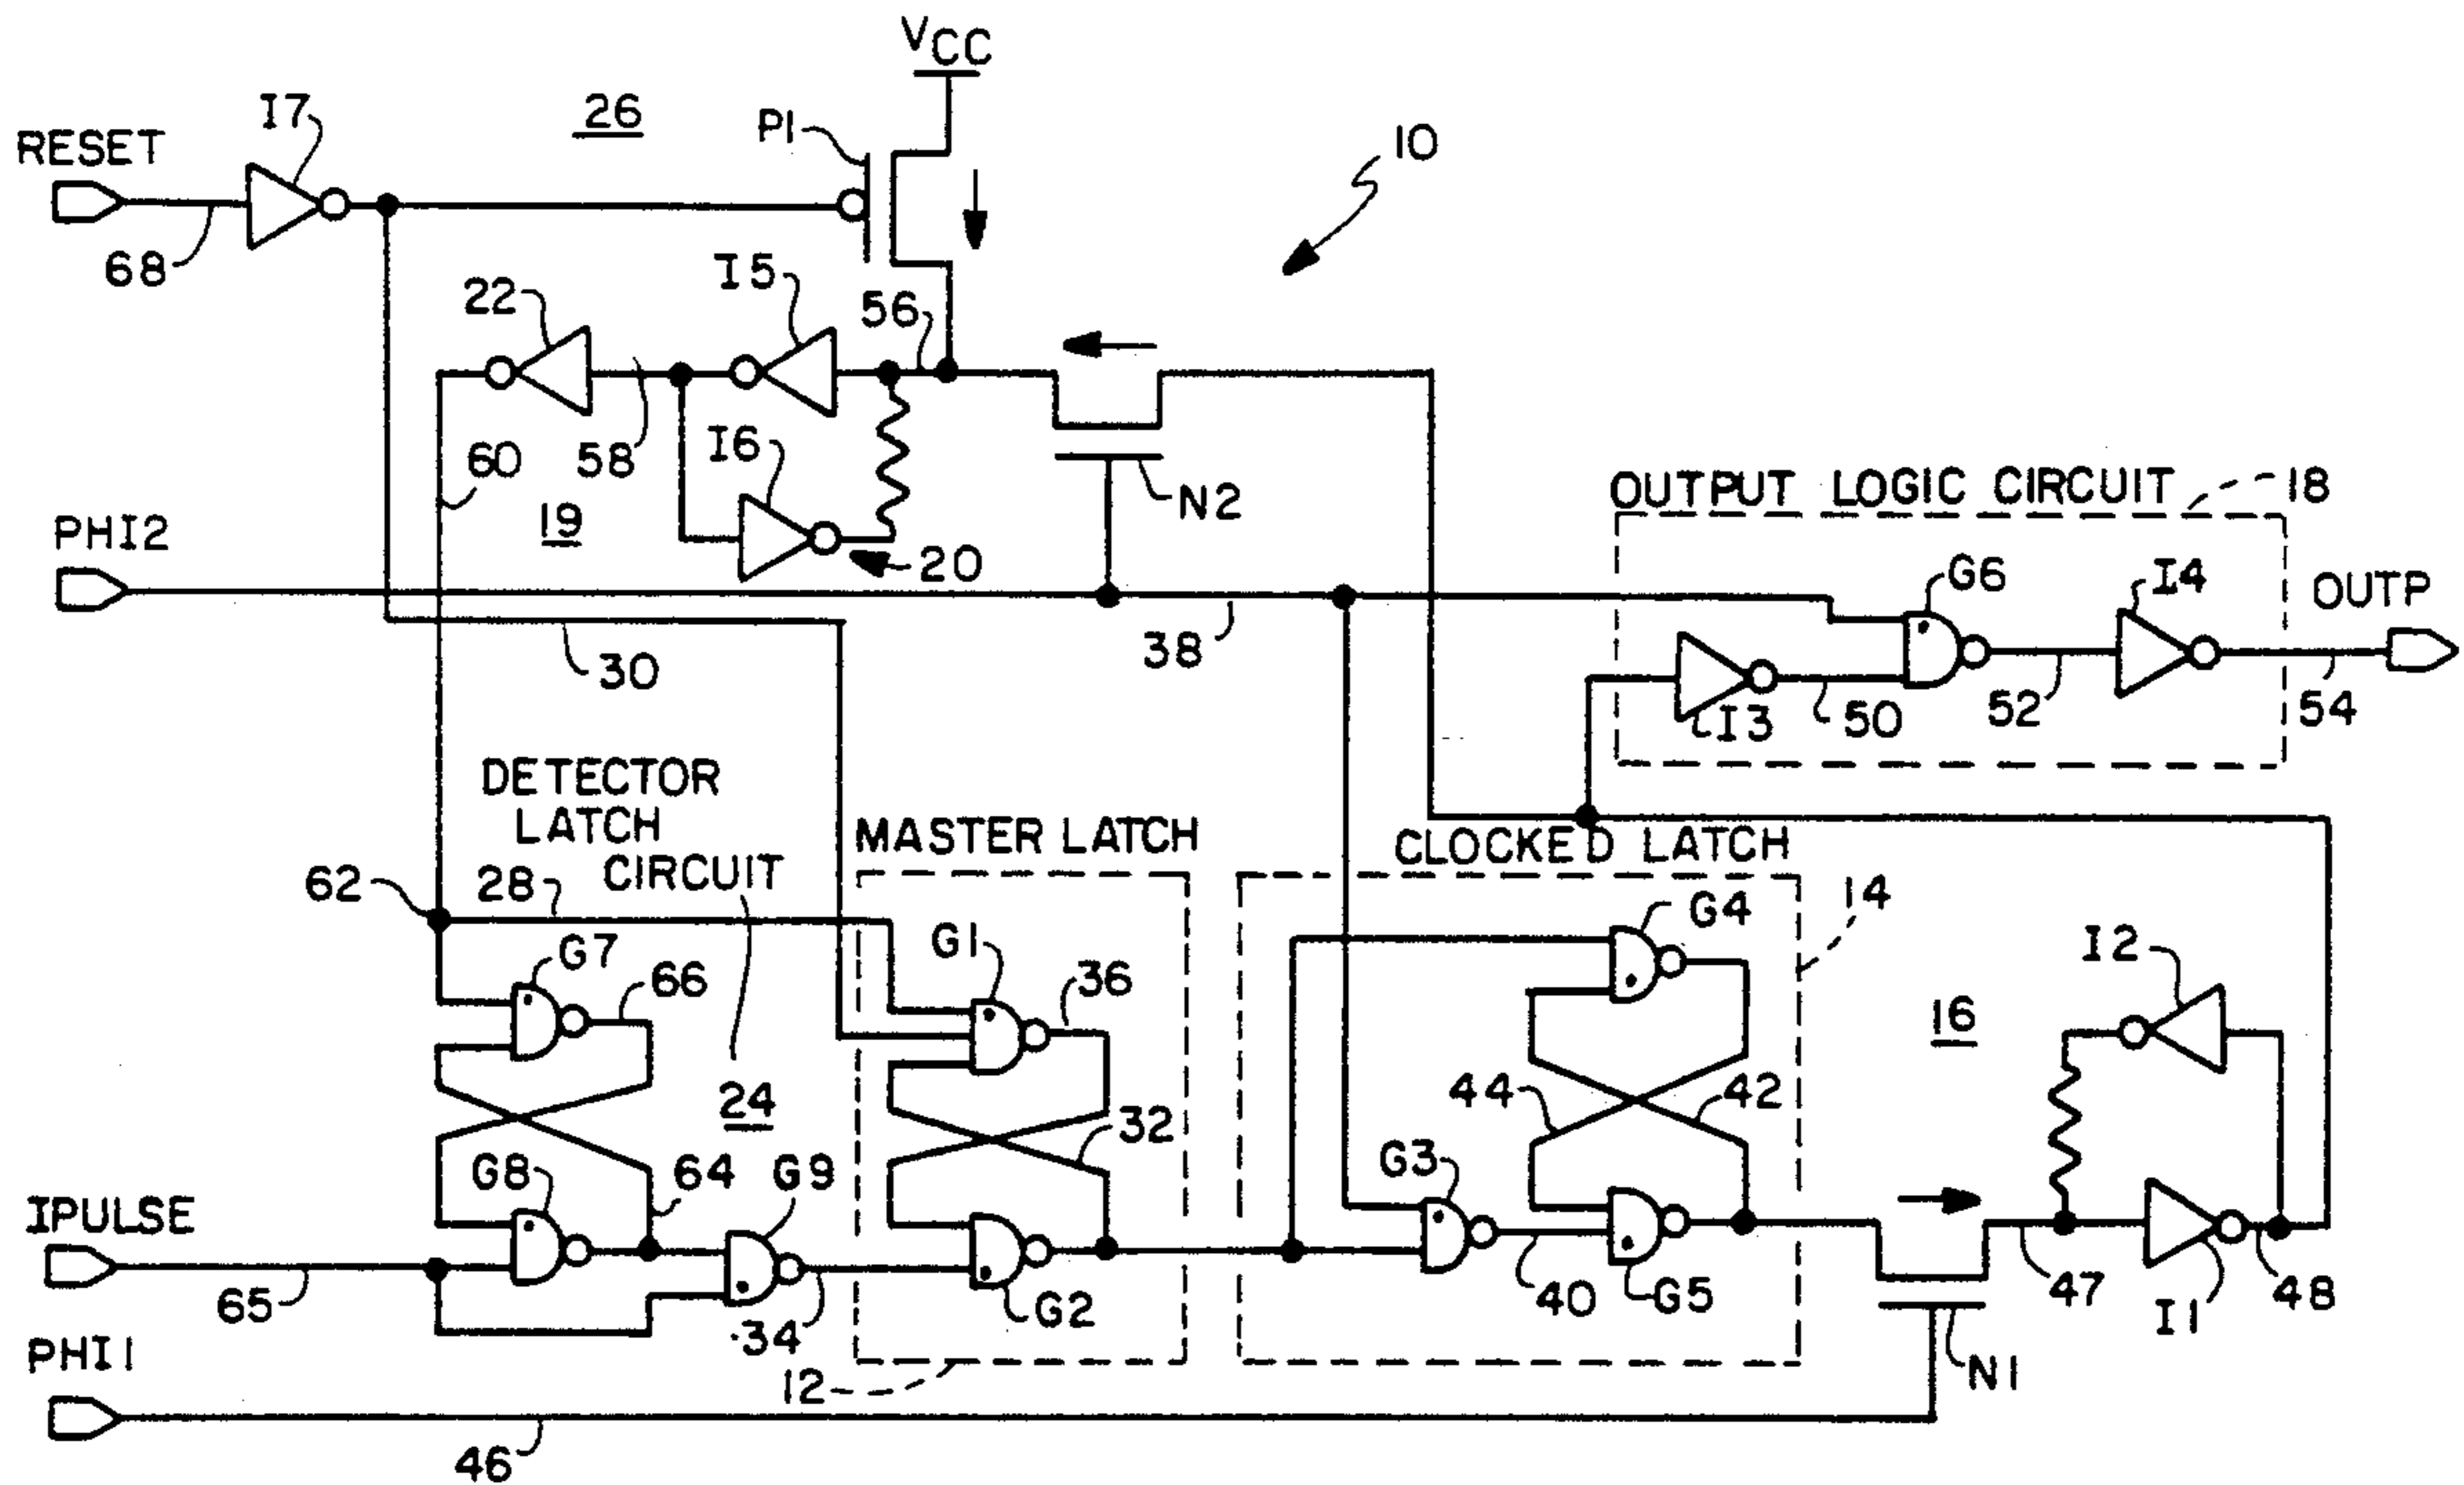 VCC
I7
26
P1
10
RESET
68
22
I5
56
I6
60
58
N2
19
20
PHI2
OUTPUT LOGIC CIRCUIT
18
G6
I4
OUTP
38
30
I3
50
52
54
DETECTOR
LATCH
CIRCUIT
MASTER LATCH
CLOCKED LATCH
62
28
14
G4
G1
G7
66
36
I2
16
44
42
24
32
G8
64
G9
G3
IPULSE
65
34
G2
40
G5
47
48
I1
PHI1
12
N1
46